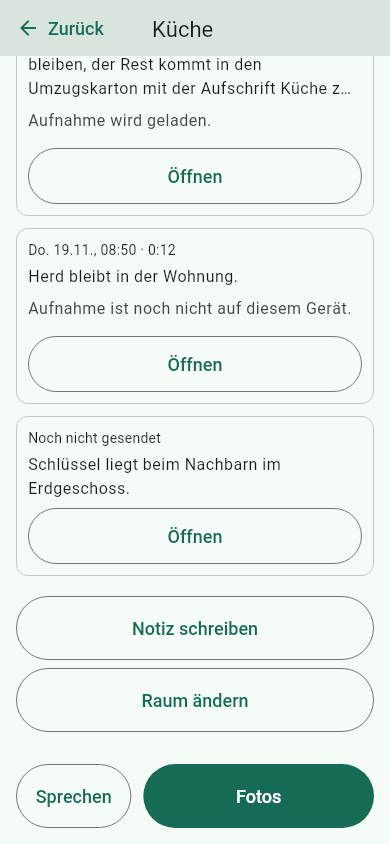 Zurück
Küche
bleiben, der Rest kommt in den
Umzugskarton mit der Aufschrift Küche z…
Aufnahme wird geladen.
Öffnen
Do. 19.11., 08:50 · 0:12
Herd bleibt in der Wohnung.
Aufnahme ist noch nicht auf diesem Gerät.
Öffnen
Noch nicht gesendet
Schlüssel liegt beim Nachbarn im
Erdgeschoss.
Öffnen
Notiz schreiben
Raum ändern
Sprechen
Fotos